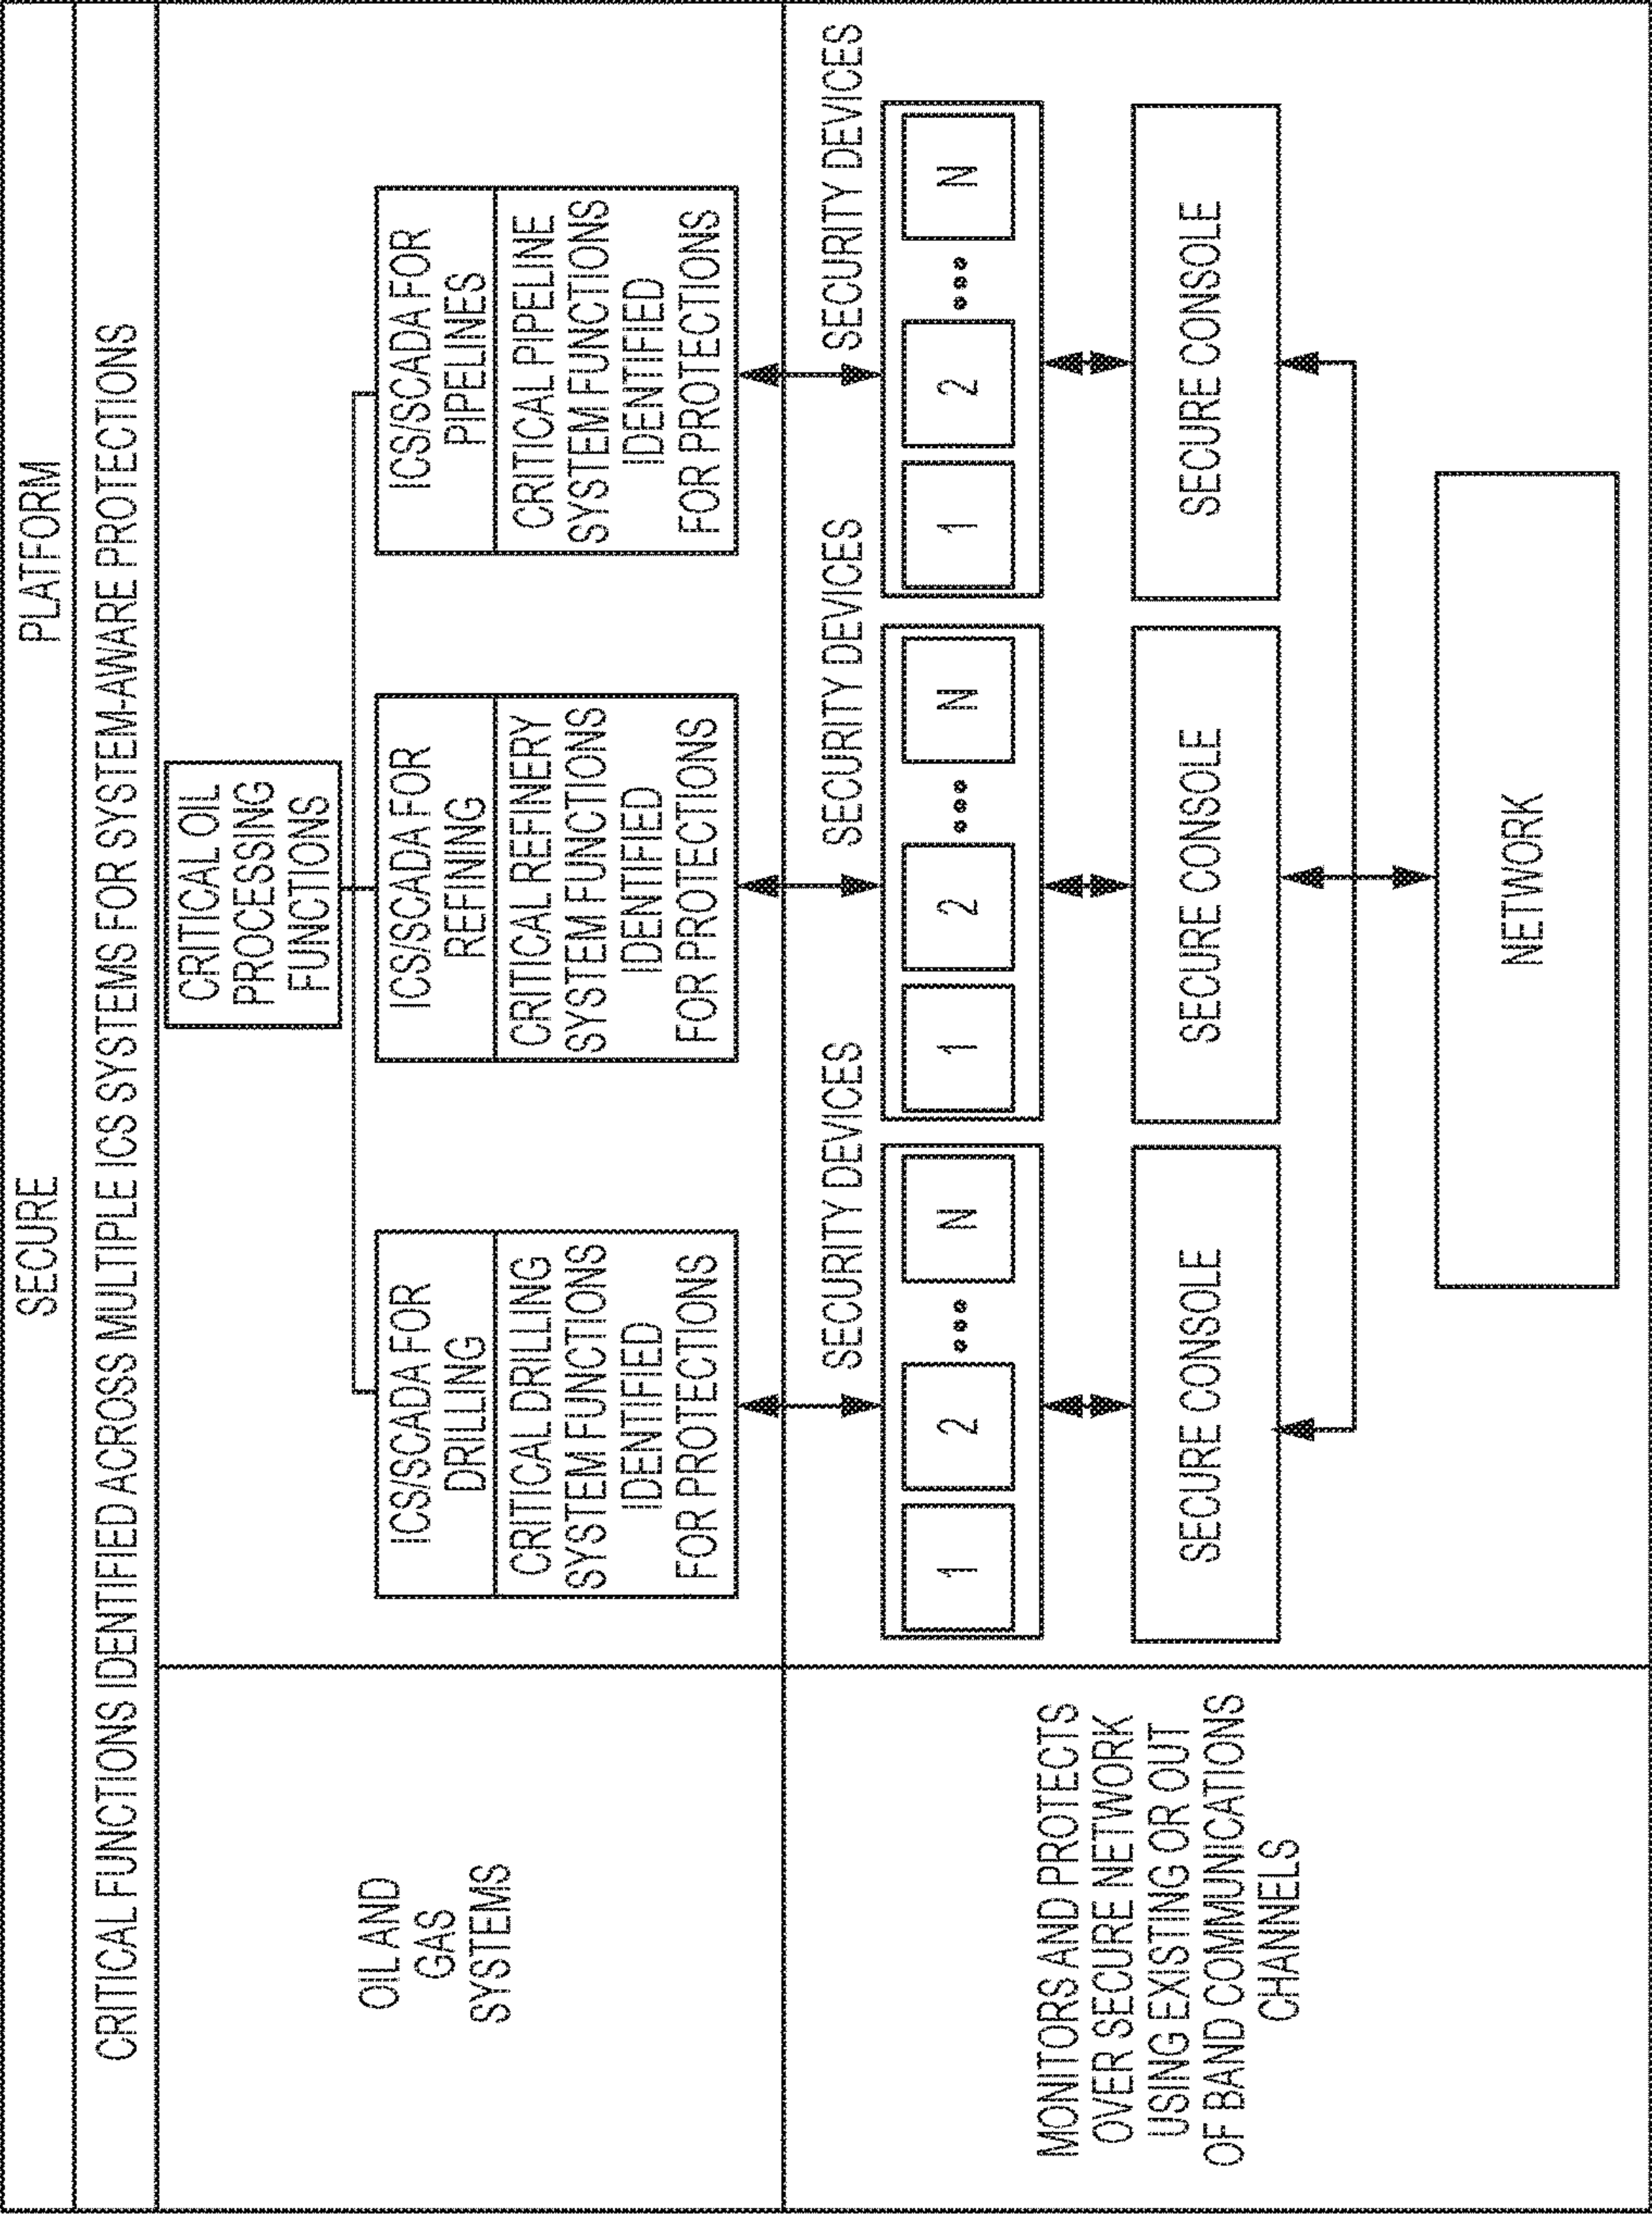 SECURE PLATFORM
CRITICAL FUNCTIONS IDENTIFIED ACROSS MULTIPLE ICS SYSTEMS FOR SYSTEM-AWARE PROTECTIONS
OIL AND
GAS
SYSTEMS
CRITICAL OIL
PROCESSING
FUNCTIONS
ICS/SCADA FOR
DRILLING
CRITICAL DRILLING
SYSTEM FUNCTIONS
IDENTIFIED
FOR PROTECTIONS
ICS/SCADA FOR
REFINING
CRITICAL REFINERY
SYSTEM FUNCTIONS
IDENTIFIED
FOR PROTECTIONS
ICS/SCADA FOR
PIPELINES
CRITICAL PIPELINE
SYSTEM FUNCTIONS
IDENTIFIED
FOR PROTECTIONS
MONITORS AND PROTECTS
OVER SECURE NETWORK
USING EXISTING OR OUT
OF BAND COMMUNICATIONS
CHANNELS
SECURITY DEVICES
1 2 ••• N
SECURE CONSOLE
SECURITY DEVICES
1 2 ••• N
SECURE CONSOLE
SECURITY DEVICES
1 2 ••• N
SECURE CONSOLE
NETWORK